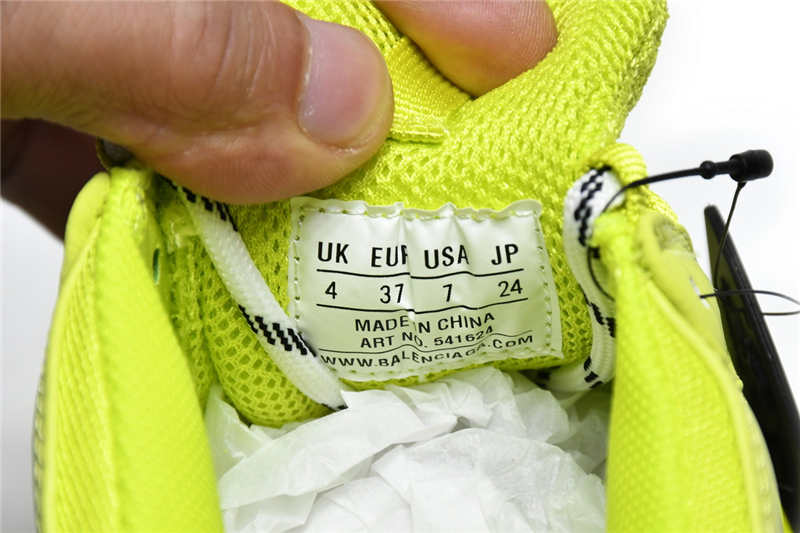 UK EUR USA JP
4 37 7 24
MADE IN CHINA
ART NO. 541624
WWW.BALENCIAGA.COM